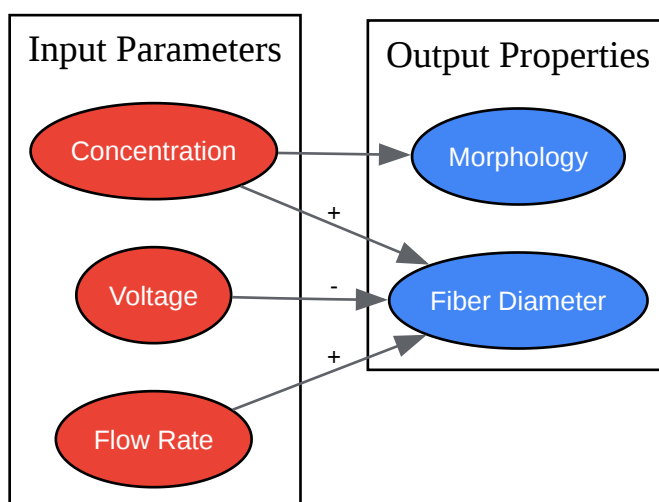 Input Parameters
Output Properties
Concentration
Morphology
+
Voltage
-
Fiber Diameter
+
Flow Rate